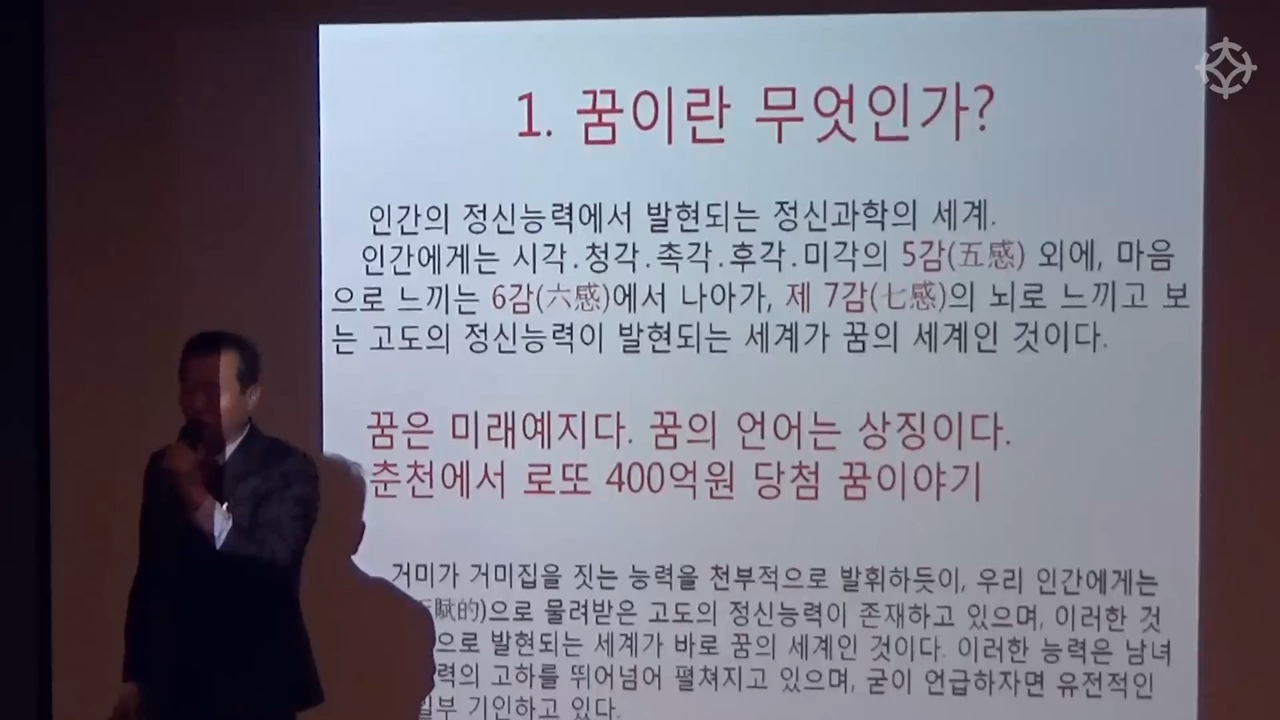 1. 꿈이란 무엇인가?
인간의 정신능력에서 발현되는 정신과학의 세계.
인간에게는 시각.청각.촉각.후각.미각의 5감(五感) 외에, 마음
으로 느끼는 6감(六感)에서 나아가, 제 7감(七感)의 뇌로 느끼고 보
는 고도의 정신능력이 발현되는 세계가 꿈의 세계인 것이다.
꿈은 미래예지다. 꿈의 언어는 상징이다.
춘천에서 로또 400억원 당첨 꿈이야기
거미가 거미집을 짓는 능력을 천부적으로 발휘하듯이, 우리 인간에게는
賦的)으로 물려받은 고도의 정신능력이 존재하고 있으며, 이러한 것
으로 발현되는 세계가 바로 꿈의 세계인 것이다. 이러한 능력은 남녀
력의 고하를 뛰어넘어 펼쳐지고 있으며, 굳이 언급하자면 유전적인
일부 기인하고 있다.